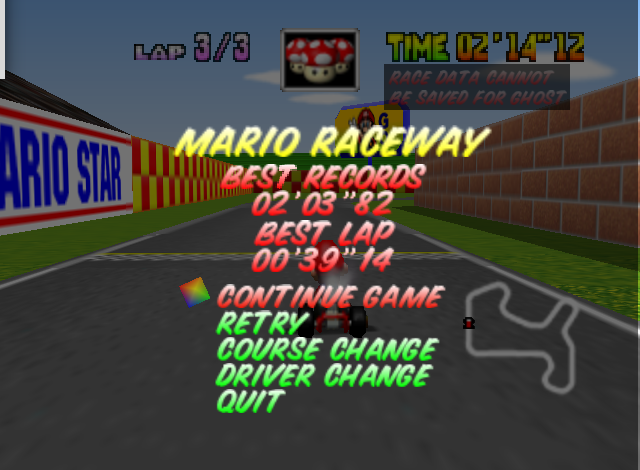 LAP 3/3
TIME 02'14"12
RACE DATA CANNOT
BE SAVED FOR GHOST
G
ARIO STAR
MARIO RACEWAY
BEST RECORDS
02'03"82
BEST LAP
00'39"14
CONTINUE GAME
RETRY
COURSE CHANGE
DRIVER CHANGE
QUIT